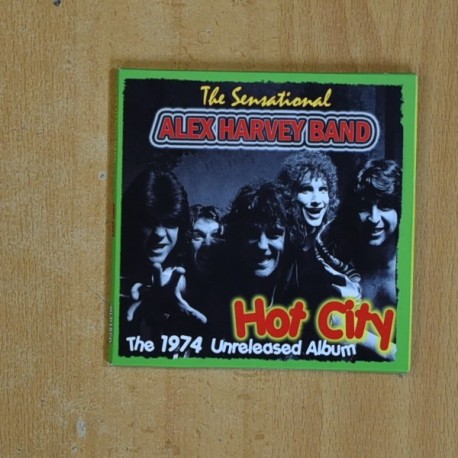 The Sensational
ALEX HARVEY BAND
Hot City
The 1974 Unreleased Album